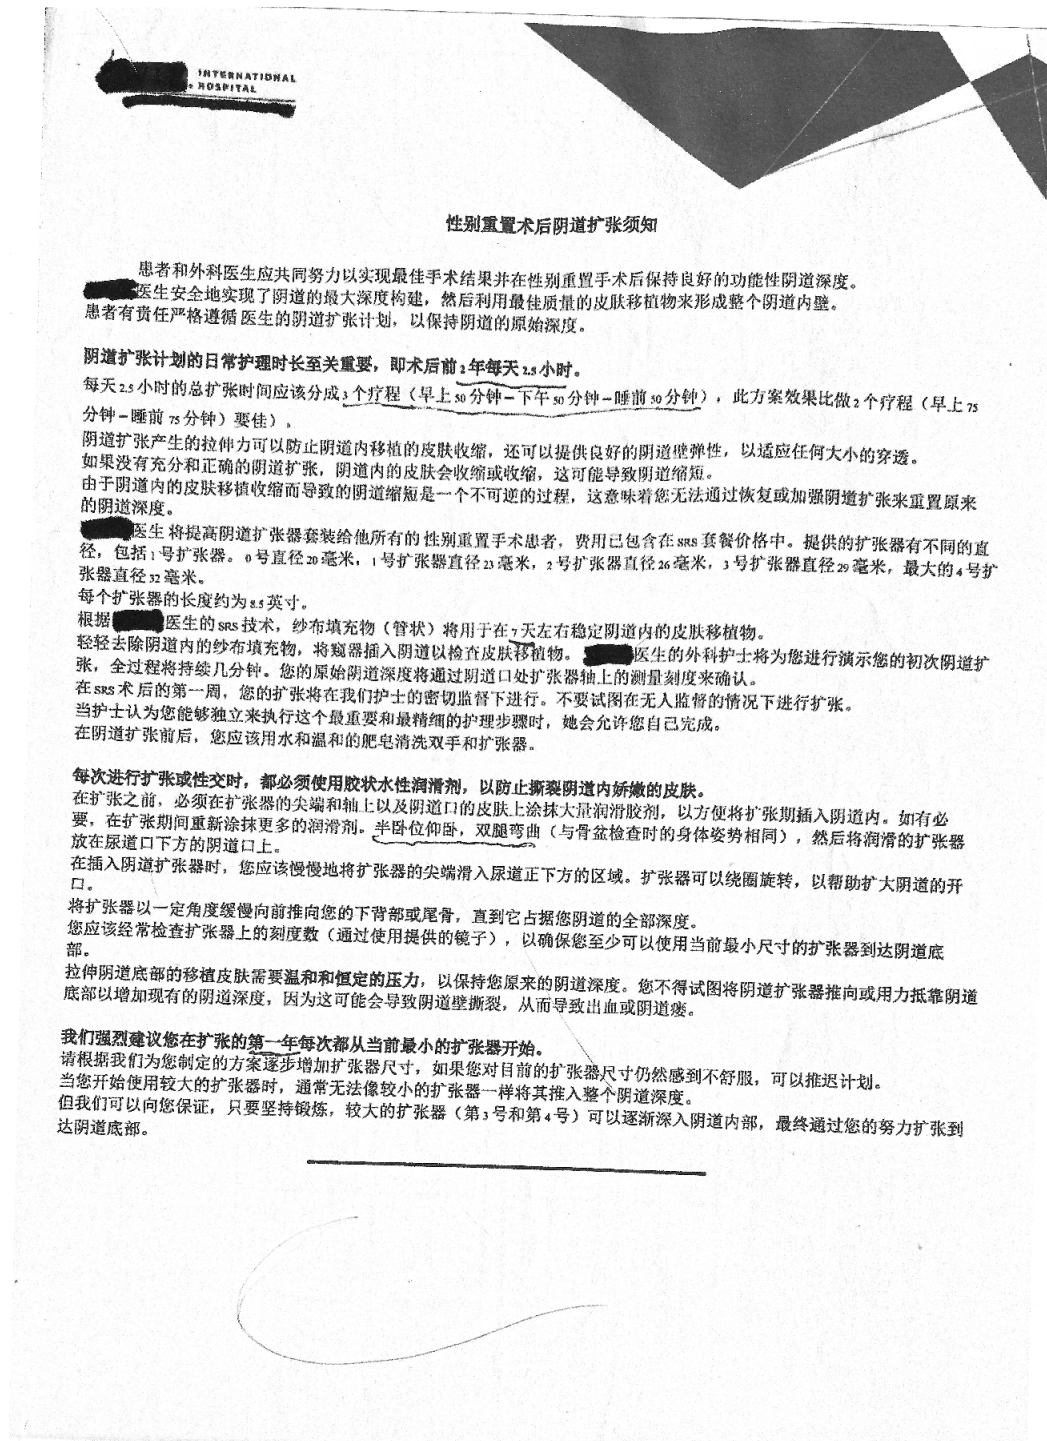 INTERNATIONAL
HOSPITAL
性别重置术后阴道扩张须知
患者和外科医生应共同努力以实现最佳手术结果并在性别重置手术后保持良好的功能性阴道深度。
医生安全地实现了阴道的最大深度构建，然后利用最佳质量的皮肤移植物来形成整个阴道内壁。
患者有责任严格遵循 医生的阴道扩张计划，以保持阴道的原始深度。
阴道扩张计划的日常护理时长至关重要，即术后前 2 年每天 2.5 小时。
每天 2.5 小时的总扩张时间应该分成 3 个疗程（早上 50 分钟－下午 50 分钟－睡前 50 分钟），此方案效果比做 2 个疗程（早上 75
分钟－睡前 75 分钟）要佳）。
阴道扩张产生的拉伸力可以防止阴道内移植的皮肤收缩，还可以提供良好的阴道壁弹性，以适应任何大小的穿透。
如果没有充分和正确的阴道扩张，阴道内的皮肤会收缩或收缩，这可能导致阴道缩短。
由于阴道内的皮肤移植收缩而导致的阴道缩短是一个不可逆的过程，这意味着您无法通过恢复或加强阴道扩张来重置原来
的阴道深度。
医生 将提高阴道扩张器套装给他所有的 性别重置手术患者，费用已包含在 SRS 套餐价格中。提供的扩张器有不同的直
径，包括 1 号扩张器。0 号直径 20 毫米，1 号扩张器直径 23 毫米，2 号扩张器直径 26 毫米，3 号扩张器直径 29 毫米，最大的 4 号扩
张器直径 32 毫米。
每个扩张器的长度约为 8.5 英寸。
根据 医生的 SRS 技术，纱布填充物（管状）将用于在 7 天左右稳定阴道内的皮肤移植物。
轻轻去除阴道内的纱布填充物，将窥器插入阴道以检查皮肤移植物。 医生的外科护士将为您进行演示您的初次阴道扩
张，全过程将持续几分钟。您的原始阴道深度将通过阴道口处扩张器轴上的测量刻度来确认。
在 SRS 术 后的第一周，您的扩张将在我们护士的密切监督下进行。不要试图在无人监督的情况下进行扩张。
当护士认为您能够独立来执行这个最重要和最精细的护理步骤时，她会允许您自己完成。
在阴道扩张前后，您应该用水和温和的肥皂清洗双手和扩张器。
每次进行扩张或性交时，都必须使用胶状水性润滑剂，以防止撕裂阴道内娇嫩的皮肤。
在扩张之前，必须在扩张器的尖端和轴上以及阴道口的皮肤上涂抹大量润滑胶剂，以方便将扩张期插入阴道内。如有必
要，在扩张期间重新涂抹更多的润滑剂。半卧位仰卧，双腿弯曲（与骨盆检查时的身体姿势相同），然后将润滑的扩张器
放在尿道口下方的阴道口上。
在插入阴道扩张器时，您应该慢慢地将扩张器的尖端滑入尿道正下方的区域。扩张器可以绕圈旋转，以帮助扩大阴道的开
口。
将扩张器以一定角度缓慢向前推向您的下背部或尾骨，直到它占据您阴道的全部深度。
您应该经常检查扩张器上的刻度数（通过使用提供的镜子），以确保您至少可以使用当前最小尺寸的扩张器到达阴道底
部。
拉伸阴道底部的移植皮肤需要温和和恒定的压力，以保持您原来的阴道深度。您不得试图将阴道扩张器推向或用力抵靠阴道
底部以增加现有的阴道深度，因为这可能会导致阴道壁撕裂，从而导致出血或阴道瘘。
我们强烈建议您在扩张的第一年每次都从当前最小的扩张器开始。
请根据我们为您制定的方案逐步增加扩张器尺寸，如果您对目前的扩张器尺寸仍然感到不舒服，可以推迟计划。
当您开始使用较大的扩张器时，通常无法像较小的扩张器一样将其推入整个阴道深度。
但我们可以向您保证，只要坚持锻炼，较大的扩张器（第 3 号和第 4 号）可以逐渐深入阴道内部，最终通过您的努力扩张到
达阴道底部。